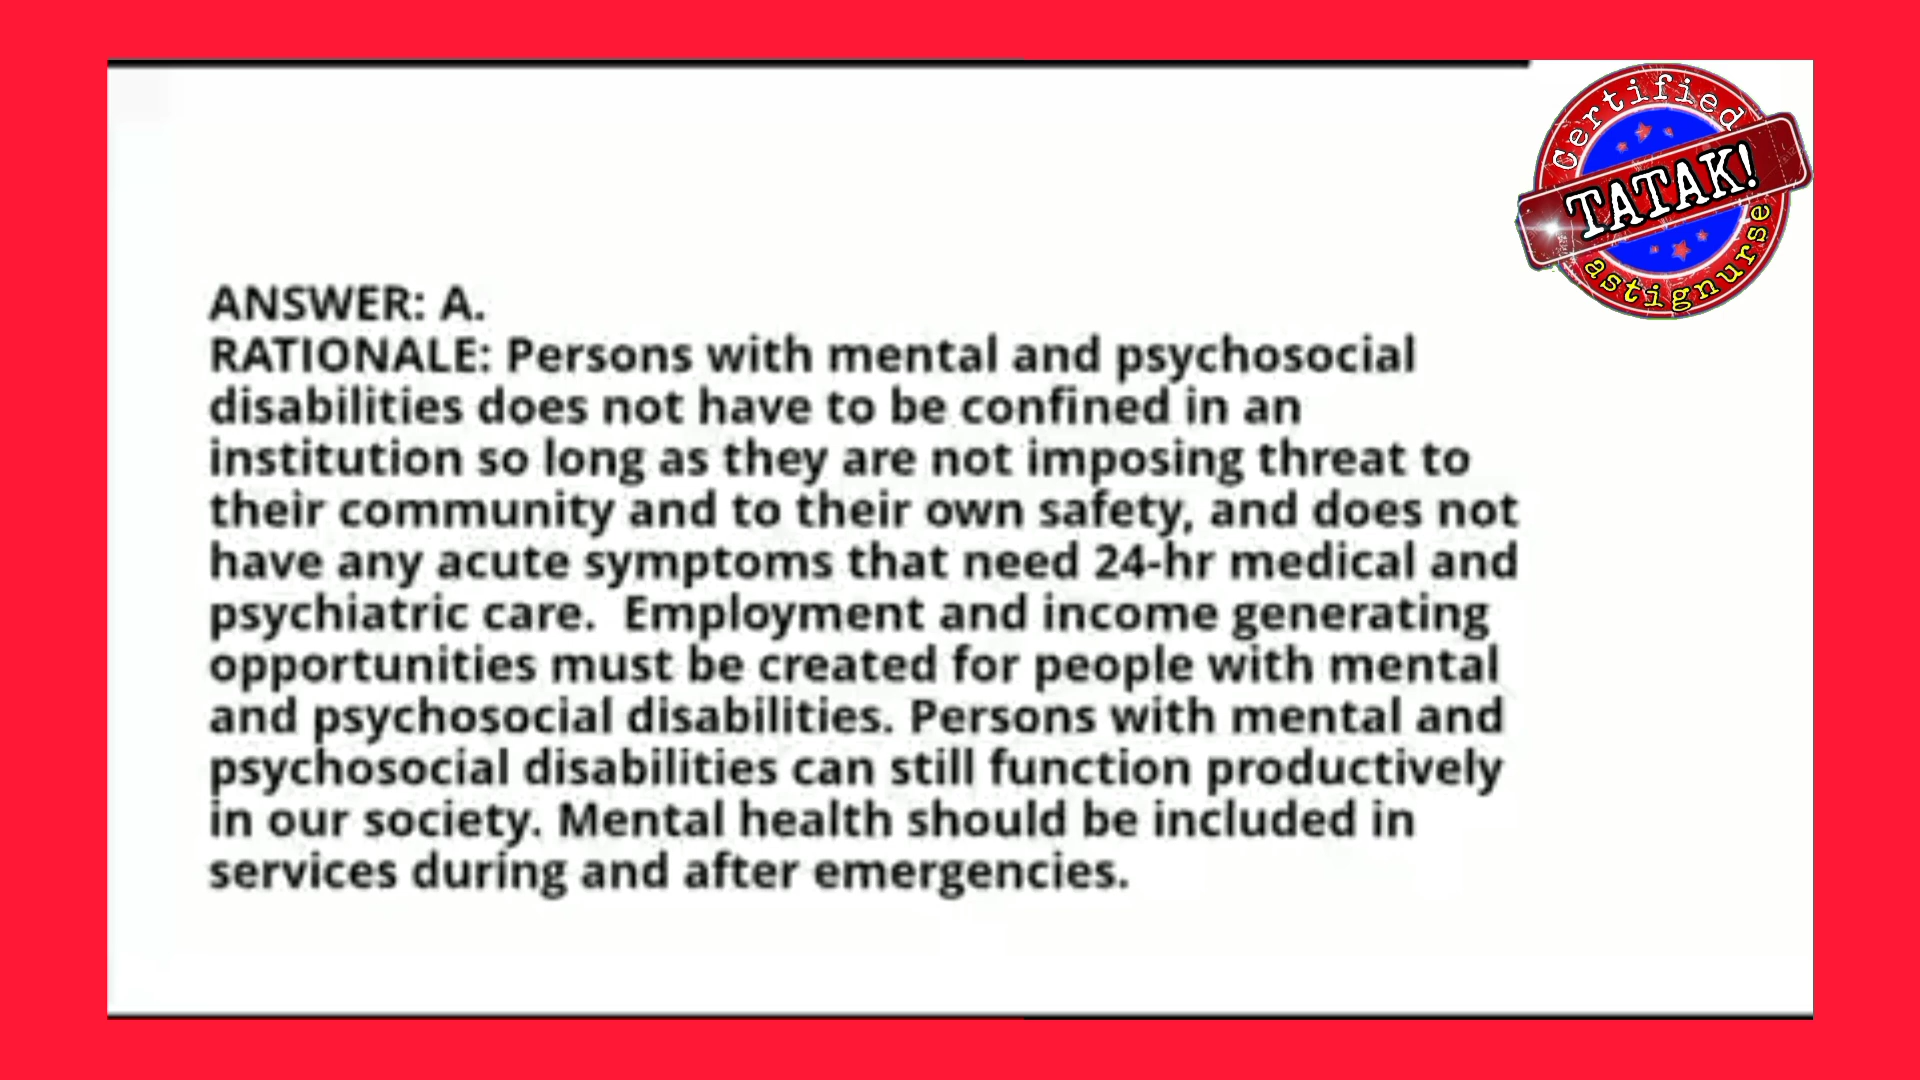 Certified
TATAK!
astignurse
ANSWER: A.
RATIONALE: Persons with mental and psychosocial
disabilities does not have to be confined in an
institution so long as they are not imposing threat to
their community and to their own safety, and does not
have any acute symptoms that need 24-hr medical and
psychiatric care.  Employment and income generating
opportunities must be created for people with mental
and psychosocial disabilities. Persons with mental and
psychosocial disabilities can still function productively
in our society. Mental health should be included in
services during and after emergencies.